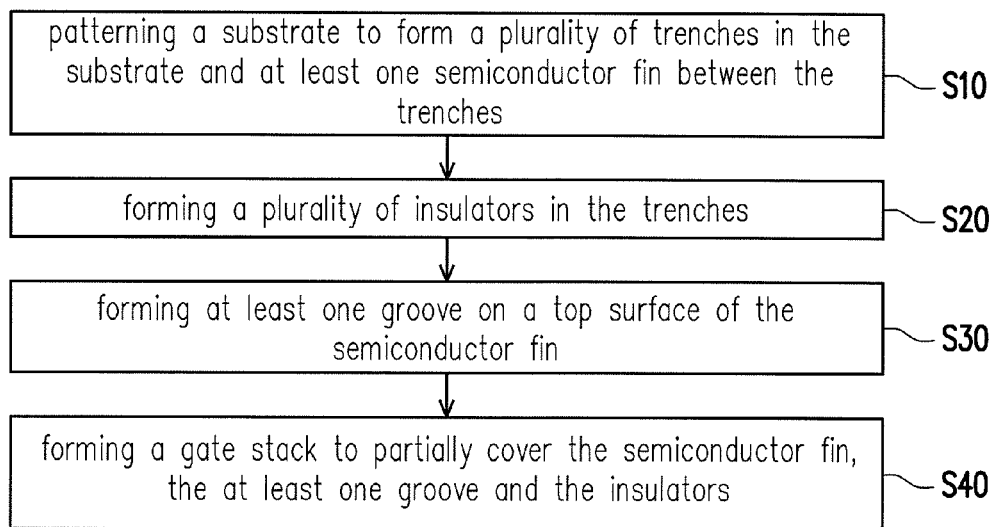 patterning a substrate to form a plurality of trenches in the
substrate and at least one semiconductor fin between the
trenches
S10
forming a plurality of insulators in the trenches
S20
forming at least one groove on a top surface of the
semiconductor fin
S30
forming a gate stack to partially cover the semiconductor fin,
the at least one groove and the insulators
S40